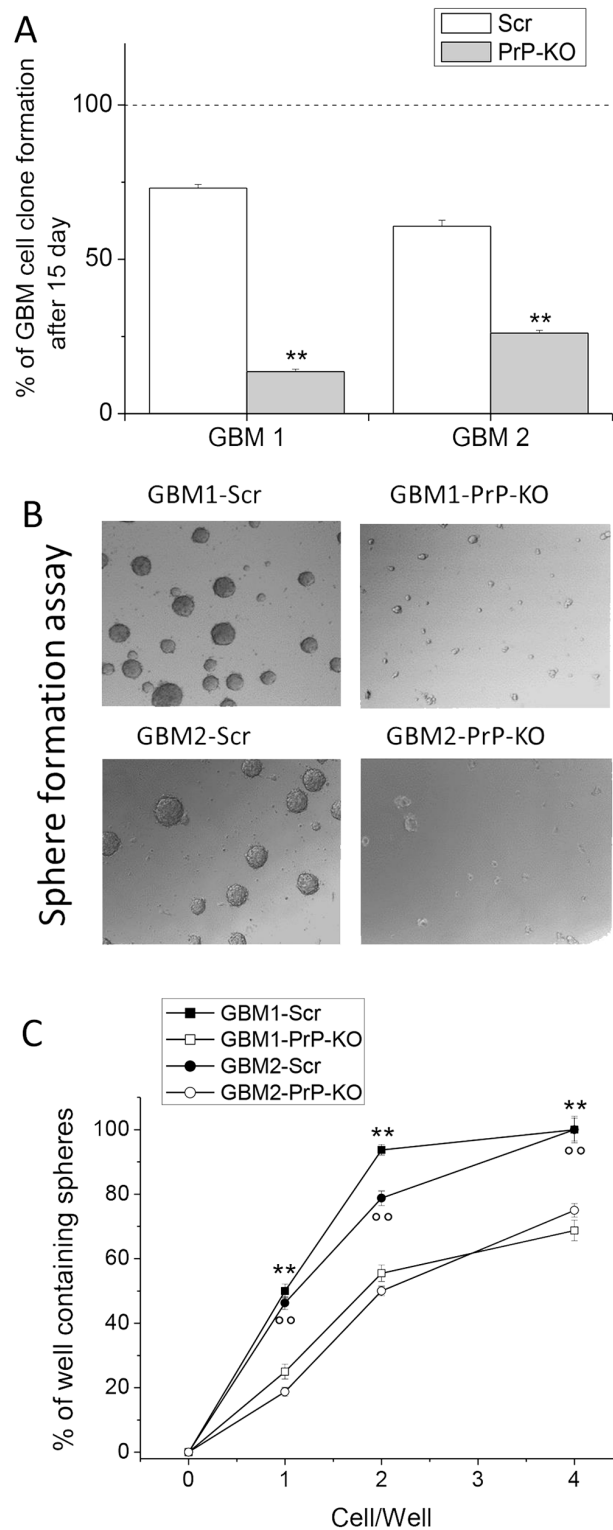 A
Scr
PrP-KO
% of GBM cell clone formation
after 15 day
100
50
0
**
**
GBM 1
GBM 2
B
Sphere formation assay
GBM1-Scr
GBM1-PrP-KO
GBM2-Scr
GBM2-PrP-KO
C
GBM1-Scr
GBM1-PrP-KO
GBM2-Scr
GBM2-PrP-KO
% of well containing spheres
100
80
60
40
20
0
**
**
**
°°
°°
°°
0 1 2 3 4
Cell/Well